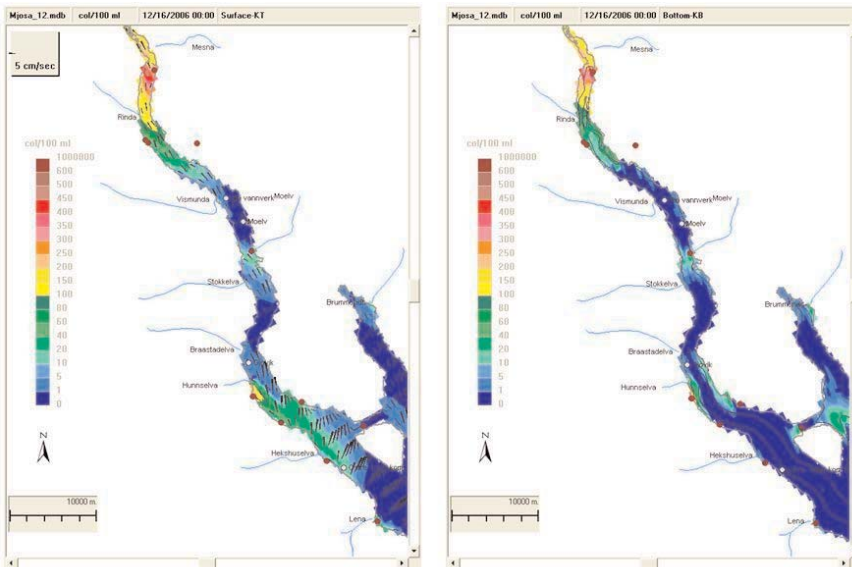 Mjosa_12.mdb col/100 ml 12/16/2006 00:00 Surface-KT
5 cm/sec
Mesna
Rinda
col/100 ml
1000000
600
500
450
400
350
300
250
200
150
100
80
60
40
20
10
5
1
0
Vismunda
vannverk Moelv
Moelv
Stokkelva
Brumm
Braastadelva
Hunnselva
Hekshuselva
Lena
N
10000 m.
Mjosa_12.mdb col/100 ml 12/16/2006 00:00 Bottom-KB
Mesna
Rinda
col/100 ml
1000000
600
500
450
400
350
300
250
200
150
100
80
60
40
20
10
5
1
0
Vismunda
vannverk Moelv
Moelv
Stokkelva
Brumm
Braastadelva
Hunnselva
Hekshuselva
Lena
N
10000 m.